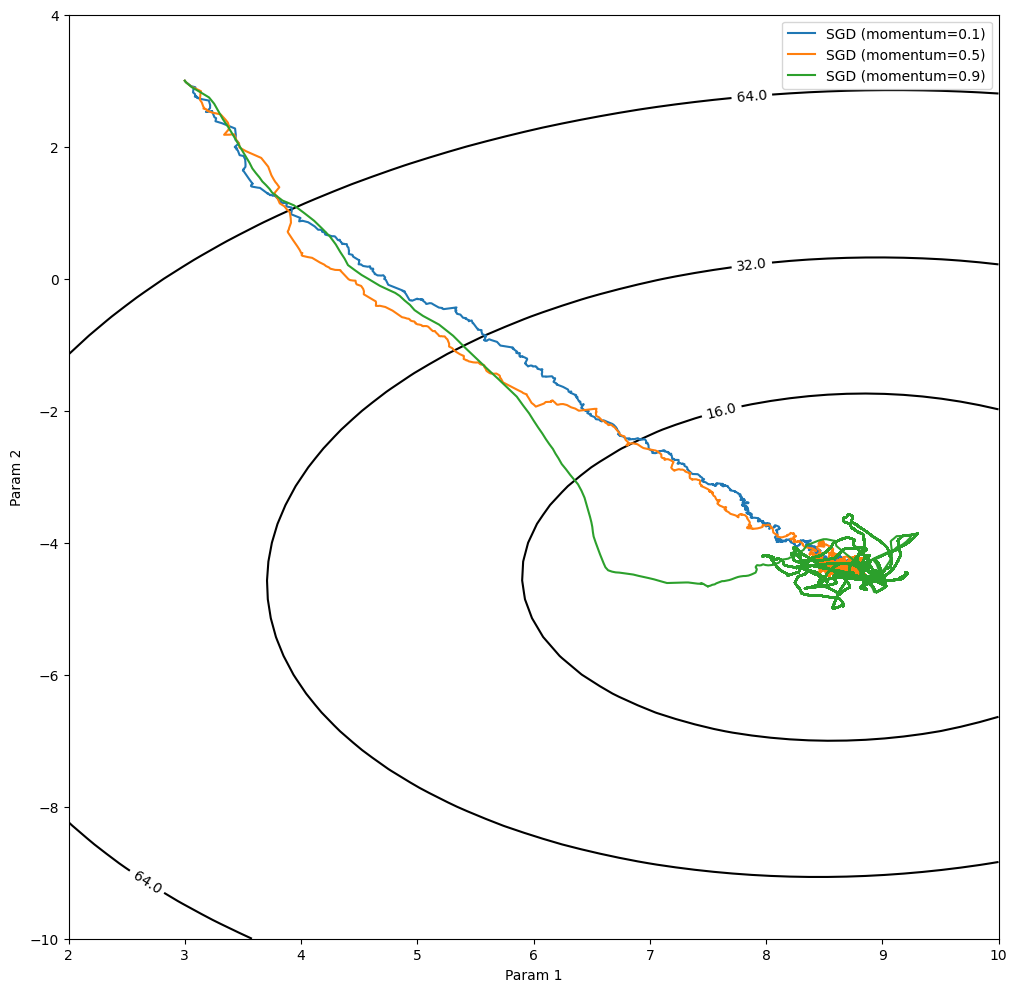 4
SGD (momentum=0.1)
SGD (momentum=0.5)
SGD (momentum=0.9)
64.0
2
0
32.0
−2
16.0
Param 2
−4
−6
−8
64.0
−10
2 3 4 5 6 7 8 9 10
Param 1